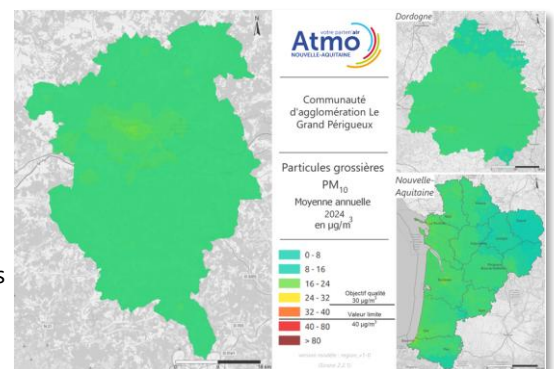 s
N
votre partenaire air
Atmo
NOUVELLE-AQUITAINE
Communauté
d'agglomération Le
Grand Périgueux
Particules grossières
PM10
Moyenne annuelle
2024
en µg/m³
0 - 8
8 - 16
16 - 24
24 - 32
32 - 40
40 - 80
> 80
Objectif qualité
30 µg/m³
Valeur limite
40 µg/m³
Dordogne
Nouvelle-
Aquitaine